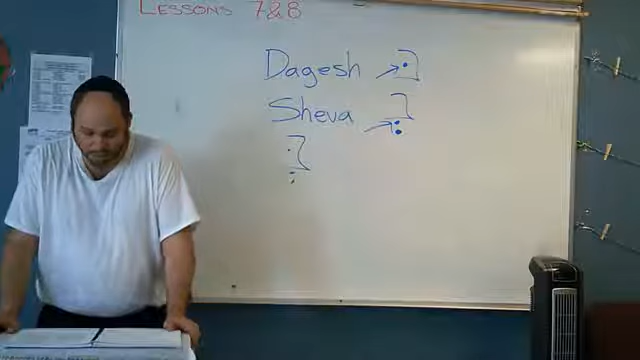 LESSONS 7&8
Dagesh → בּ
Sheva → בְ